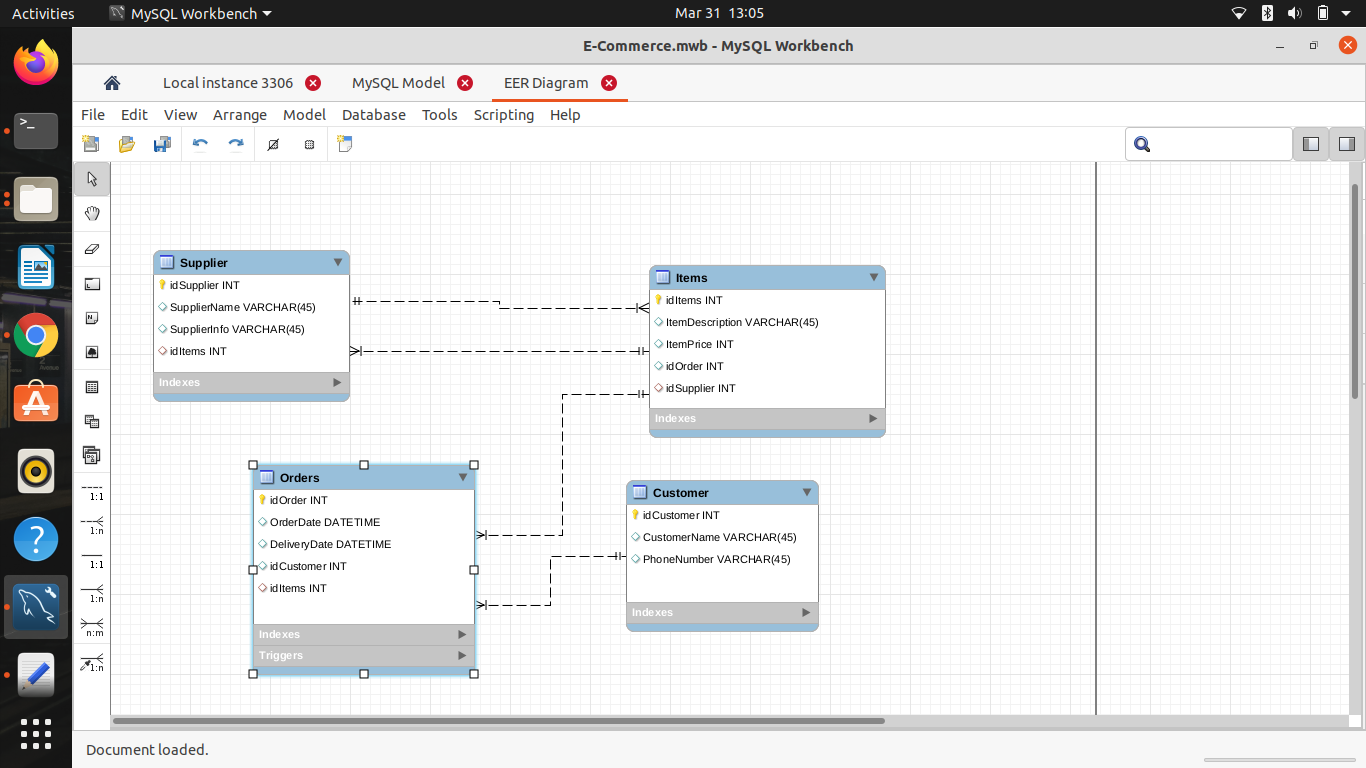 Activities
MySQL Workbench
Mar 31 13:05
E-Commerce.mwb - MySQL Workbench
Local instance 3306
MySQL Model
EER Diagram
File Edit View Arrange Model Database Tools Scripting Help
Supplier
idSupplier INT
SupplierName VARCHAR(45)
SupplierInfo VARCHAR(45)
idItems INT
Indexes
Items
idItems INT
ItemDescription VARCHAR(45)
ItemPrice INT
idOrder INT
idSupplier INT
Indexes
Orders
idOrder INT
OrderDate DATETIME
DeliveryDate DATETIME
idCustomer INT
idItems INT
Indexes
Triggers
Customer
idCustomer INT
CustomerName VARCHAR(45)
PhoneNumber VARCHAR(45)
Indexes
1:1
1:n
1:1
1:n
n:m
1:n
Document loaded.